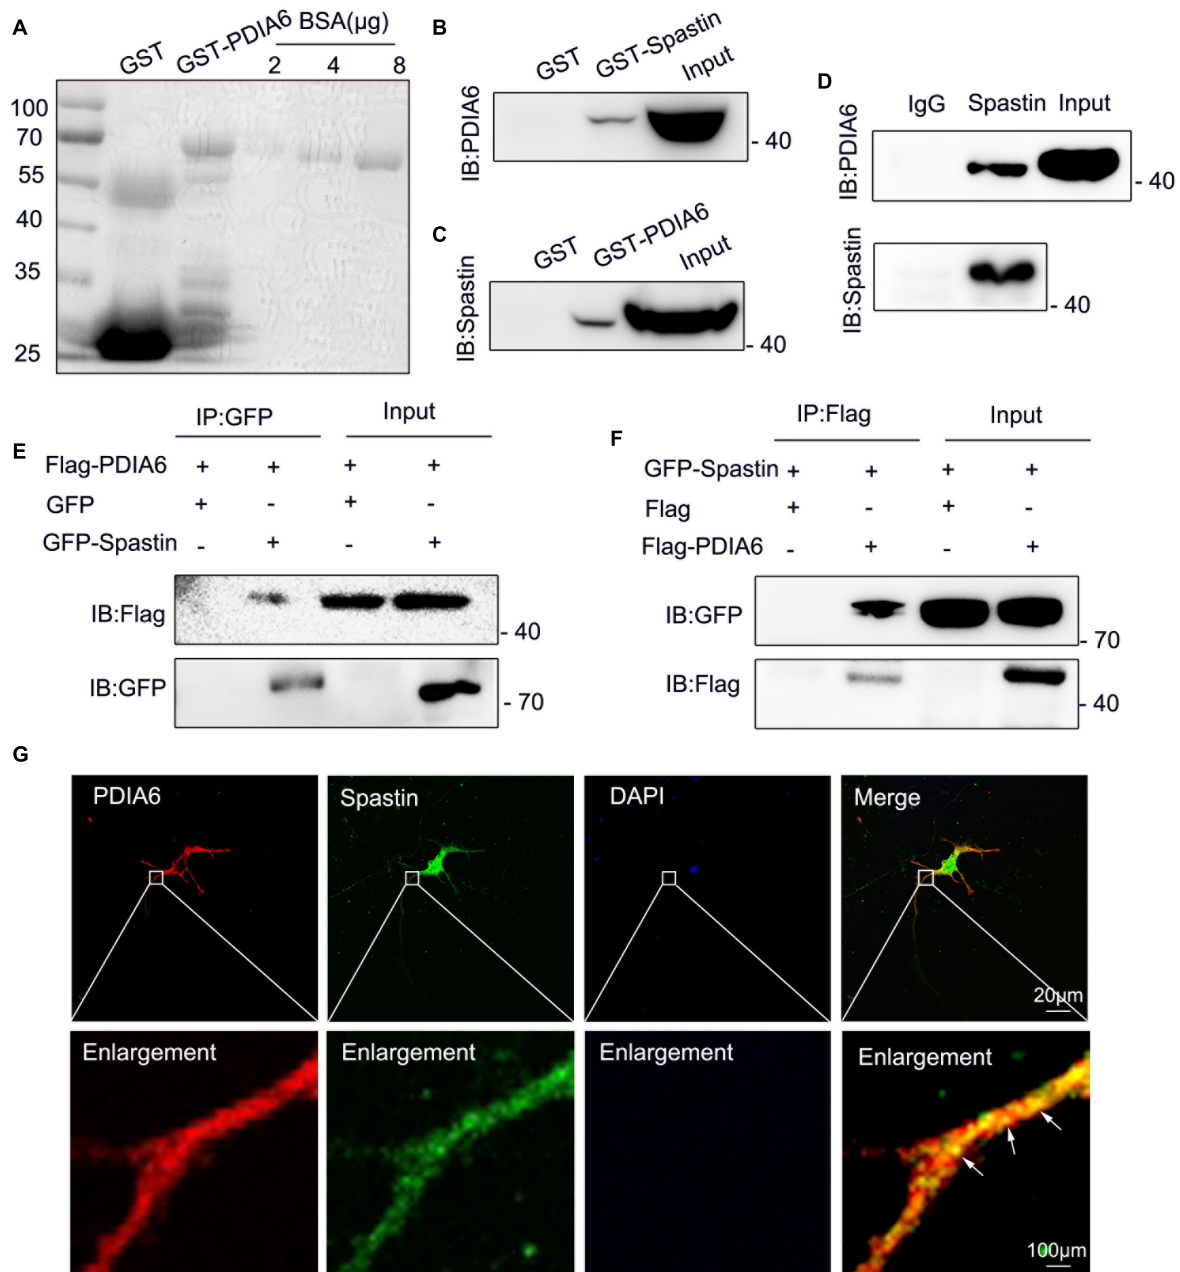 A
GST
GST-PDIA6
BSA(µg)
2 4 8
100
70
55
40
35
25
B
GST
GST-Spastin
Input
IB:PDIA6
- 40
C
GST
GST-PDIA6
Input
IB:Spastin
- 40
D
IgG Spastin Input
IB:PDIA6
- 40
IB:Spastin
- 40
E
IP:GFP Input
Flag-PDIA6 + + + +
GFP + - + -
GFP-Spastin - + - +
IB:Flag
- 40
IB:GFP
- 70
F
IP:Flag Input
GFP-Spastin + + + +
Flag + - + -
Flag-PDIA6 - + - +
IB:GFP
- 70
IB:Flag
- 40
G
PDIA6 Spastin DAPI Merge
20µm
Enlargement Enlargement Enlargement Enlargement
100µm